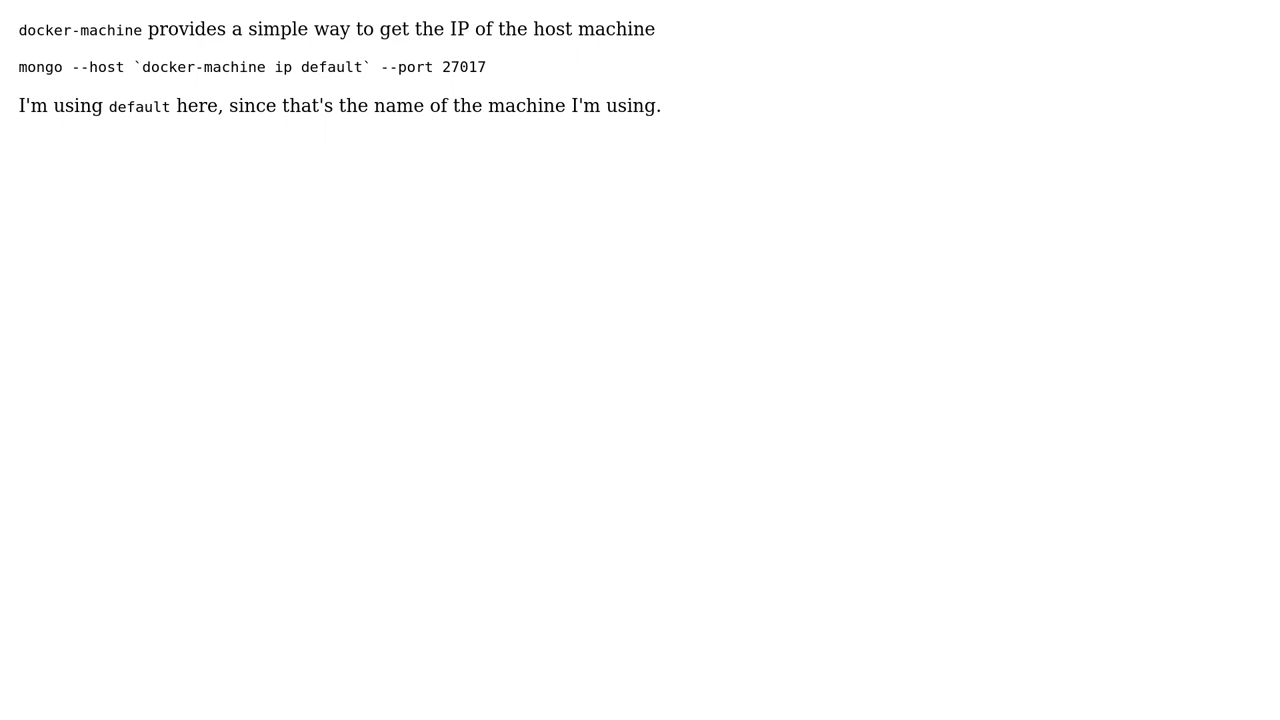 docker-machine provides a simple way to get the IP of the host machine
mongo --host `docker-machine ip default` --port 27017
I'm using default here, since that's the name of the machine I'm using.